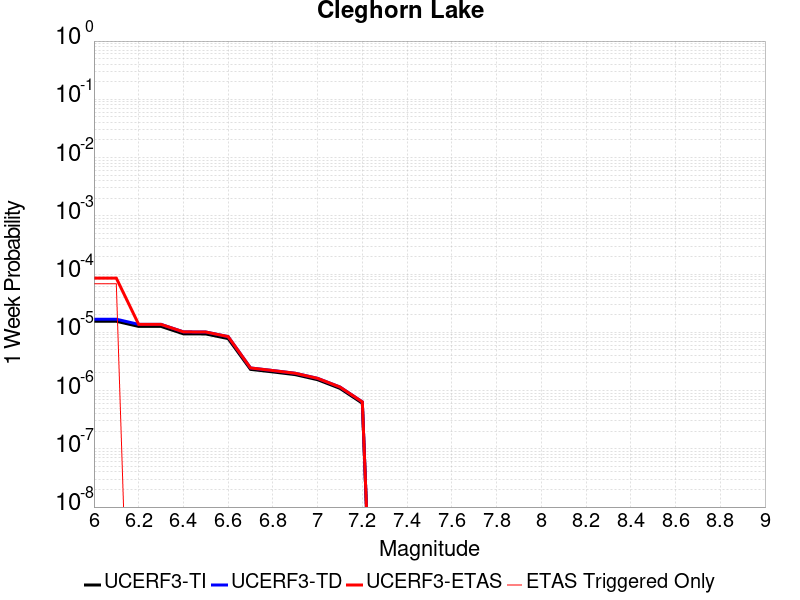 Cleghorn Lake
10^0
10^-1
10^-2
10^-3
10^-4
10^-5
10^-6
10^-7
10^-8
1 Week Probability
6 6.2 6.4 6.6 6.8 7 7.2 7.4 7.6 7.8 8 8.2 8.4 8.6 8.8 9
Magnitude
UCERF3-TI UCERF3-TD UCERF3-ETAS ETAS Triggered Only